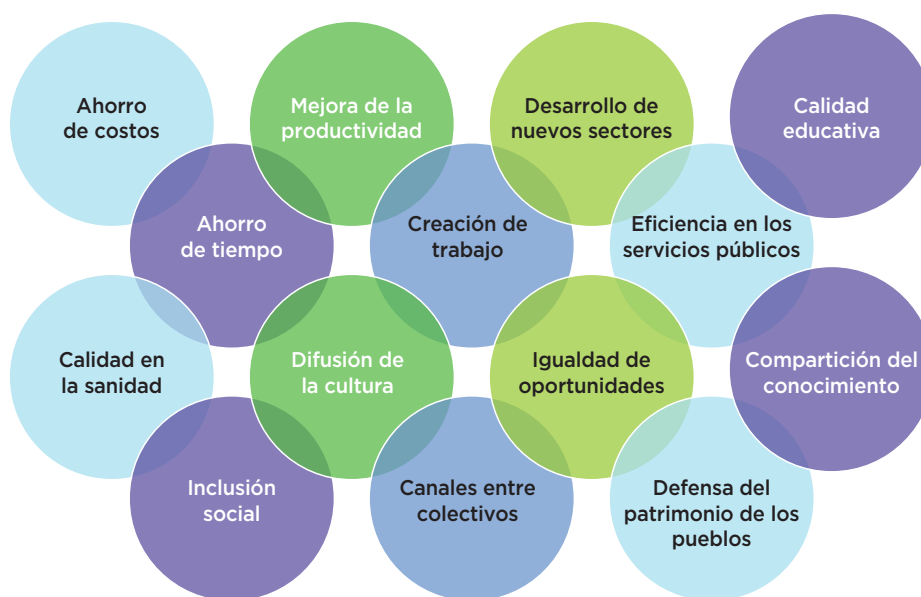 Ahorro
de costos
Mejora de la
productividad
Desarrollo de
nuevos sectores
Calidad
educativa
Ahorro
de tiempo
Creación de
trabajo
Eficiencia en los
servicios públicos
Calidad en
la sanidad
Difusión de
la cultura
Igualdad de
oportunidades
Compartición del
conocimiento
Inclusión
social
Canales entre
colectivos
Defensa del
patrimonio de los
pueblos